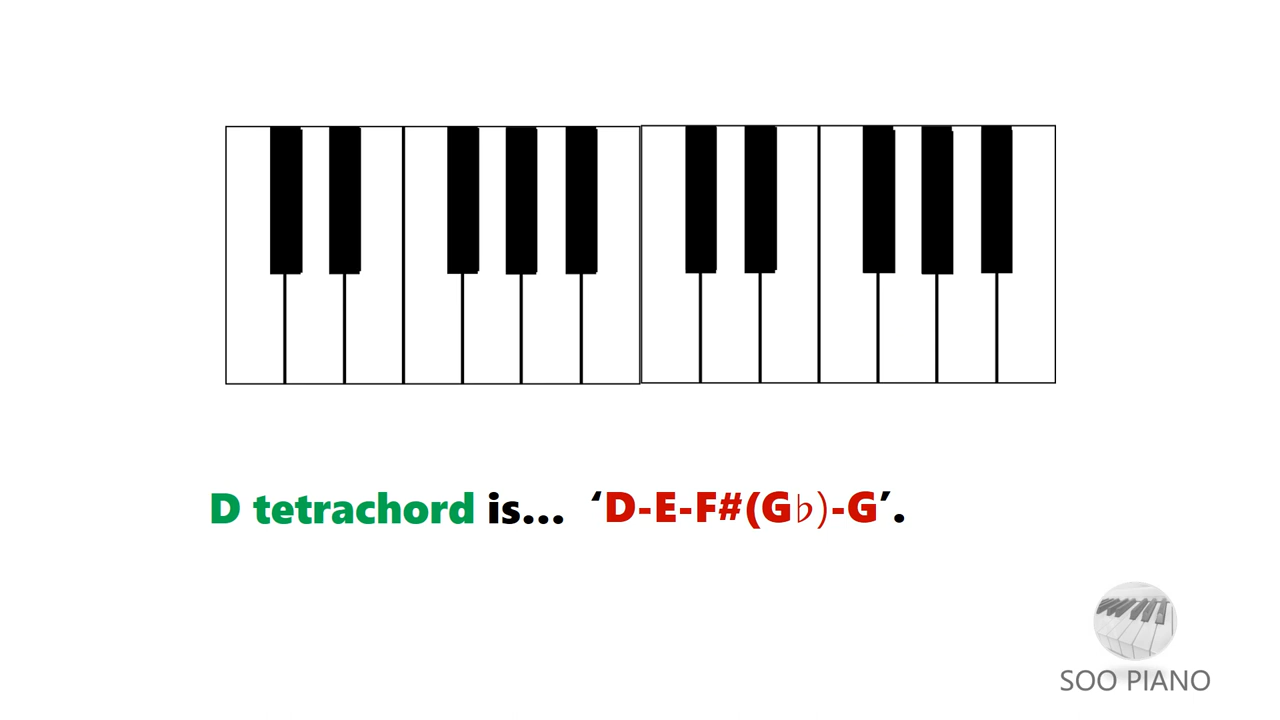 D tetrachord is... ‘D-E-F#(G♭)-G’.
SOO PIANO